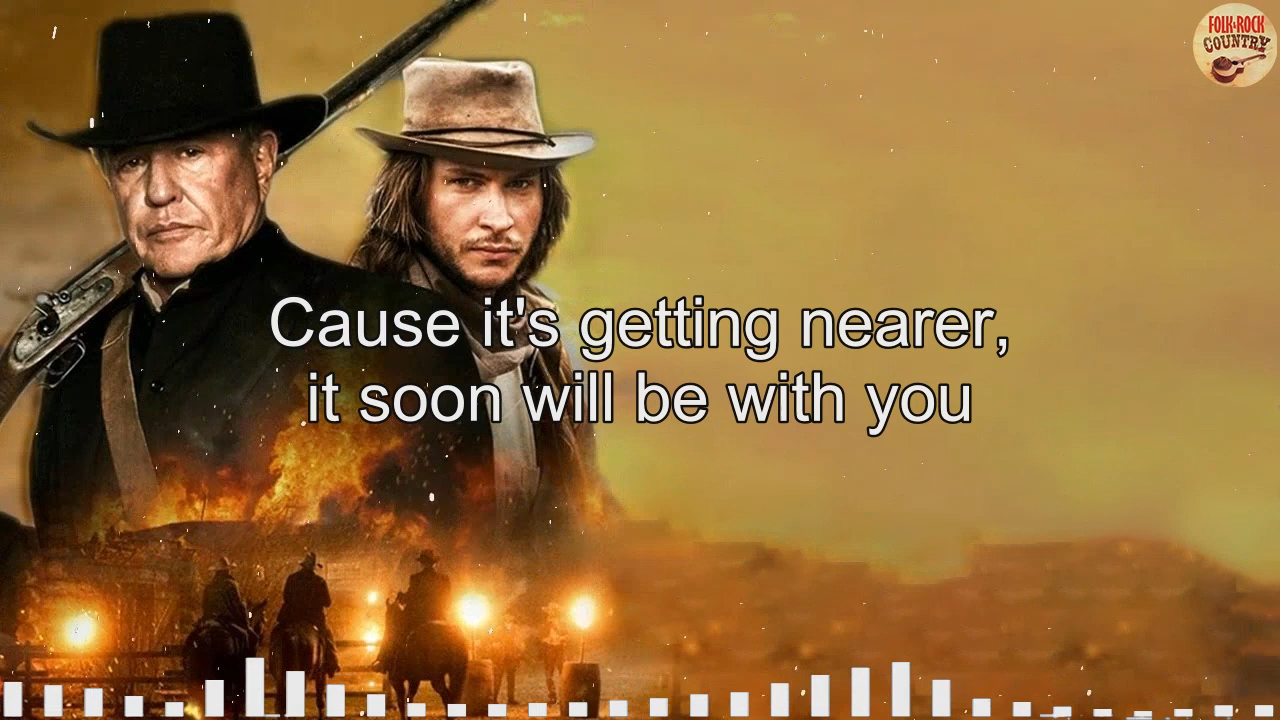 FOLK & ROCK
COUNTRY
Cause it's getting nearer,
it soon will be with you